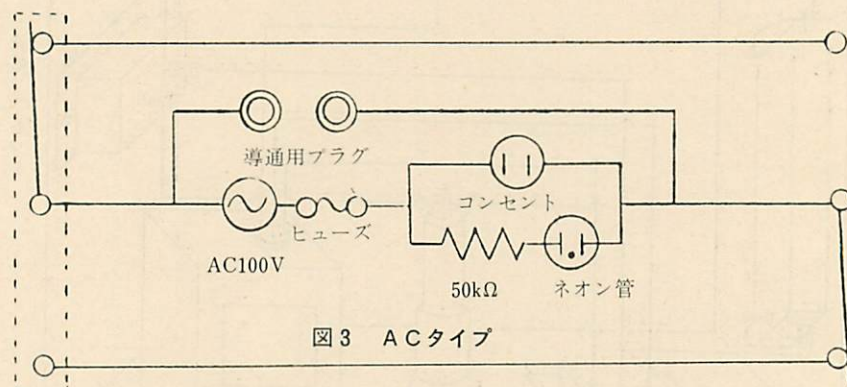 導通用プラグ
コンセント
ヒューズ
AC100V
50kΩ
ネオン管
図3 ACタイプ